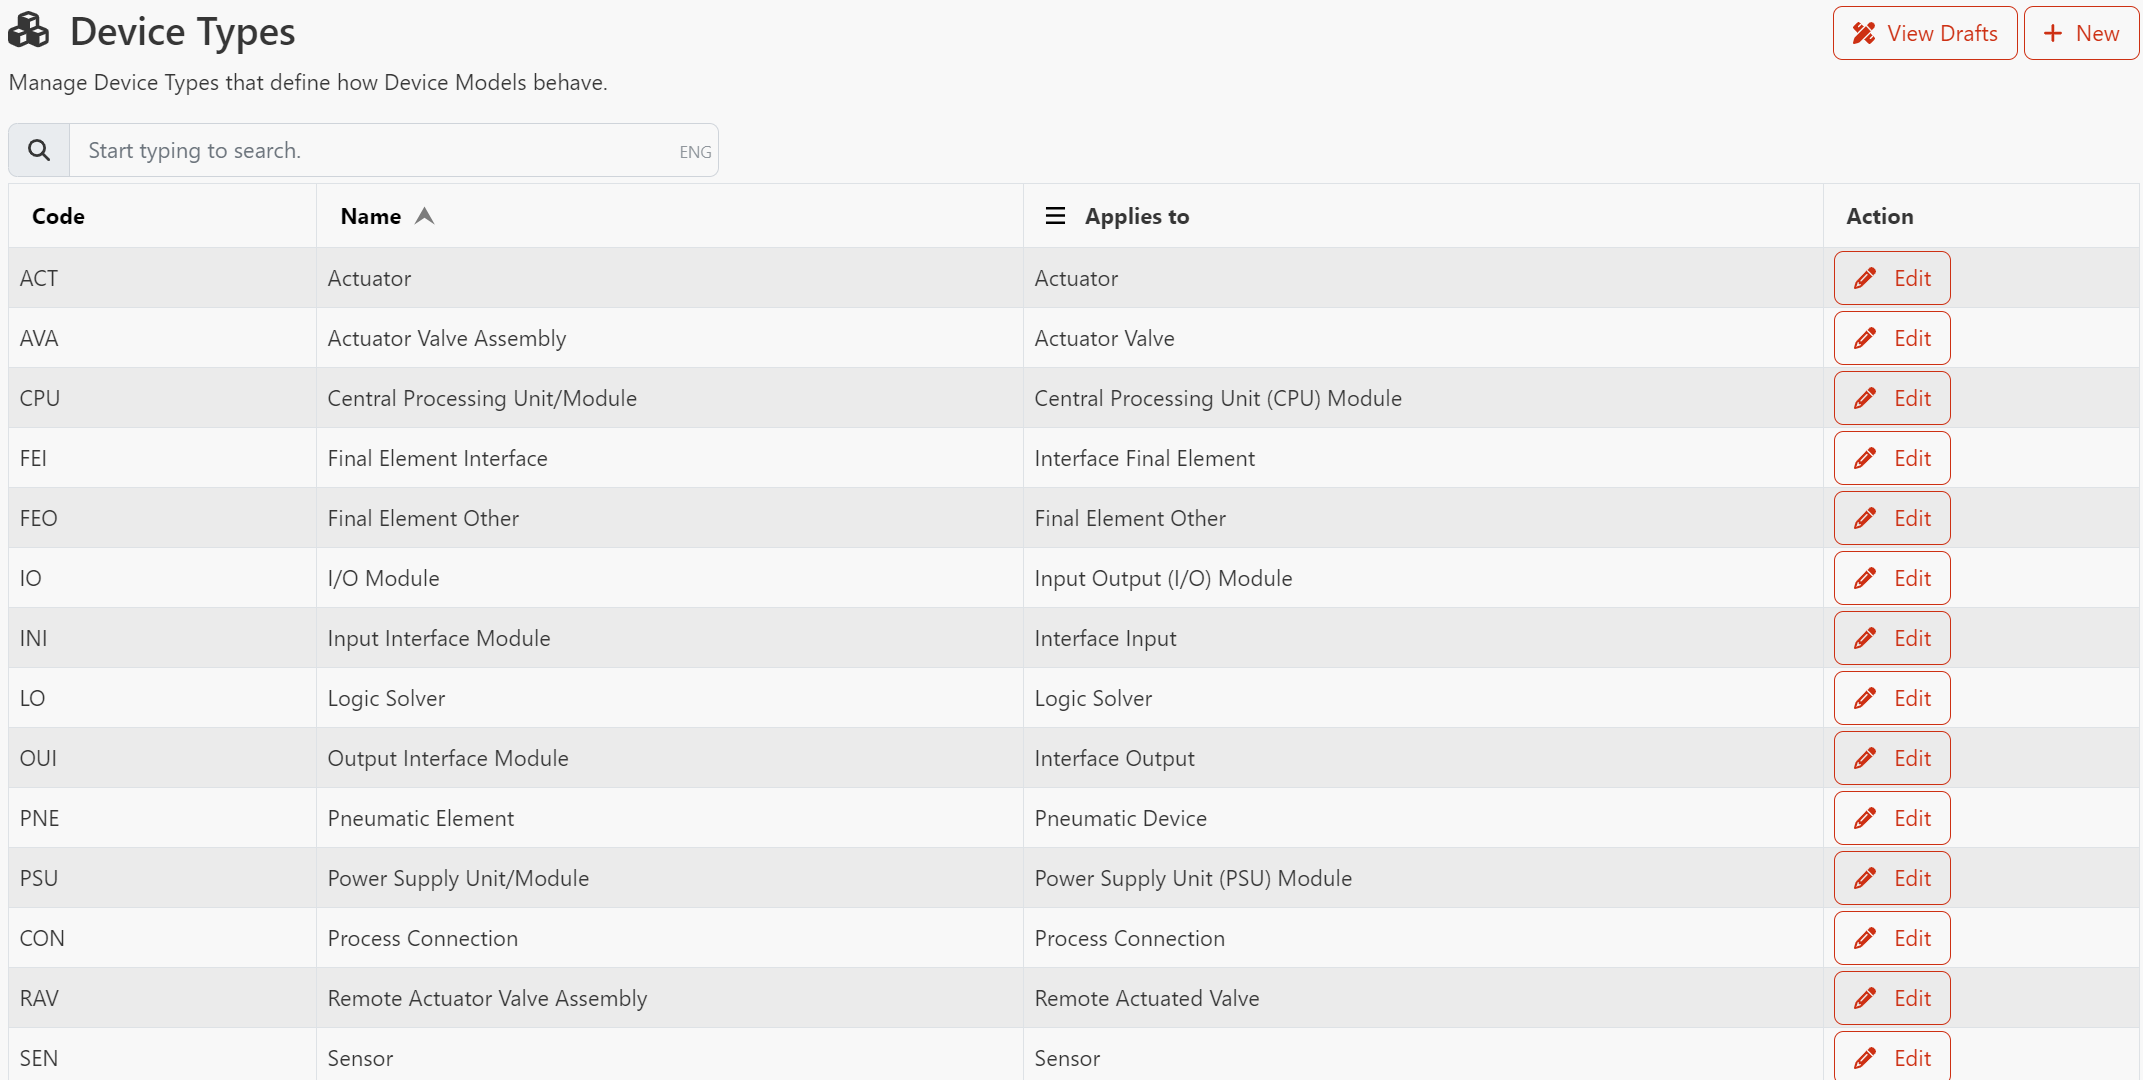 Device Types
View Drafts
New
Manage Device Types that define how Device Models behave.
Start typing to search.
ENG
Code Name Applies to Action
ACT Actuator Actuator Edit
AVA Actuator Valve Assembly Actuator Valve Edit
CPU Central Processing Unit/Module Central Processing Unit (CPU) Module Edit
FEI Final Element Interface Interface Final Element Edit
FEO Final Element Other Final Element Other Edit
IO I/O Module Input Output (I/O) Module Edit
INI Input Interface Module Interface Input Edit
LO Logic Solver Logic Solver Edit
OUI Output Interface Module Interface Output Edit
PNE Pneumatic Element Pneumatic Device Edit
PSU Power Supply Unit/Module Power Supply Unit (PSU) Module Edit
CON Process Connection Process Connection Edit
RAV Remote Actuator Valve Assembly Remote Actuated Valve Edit
SEN Sensor Sensor Edit